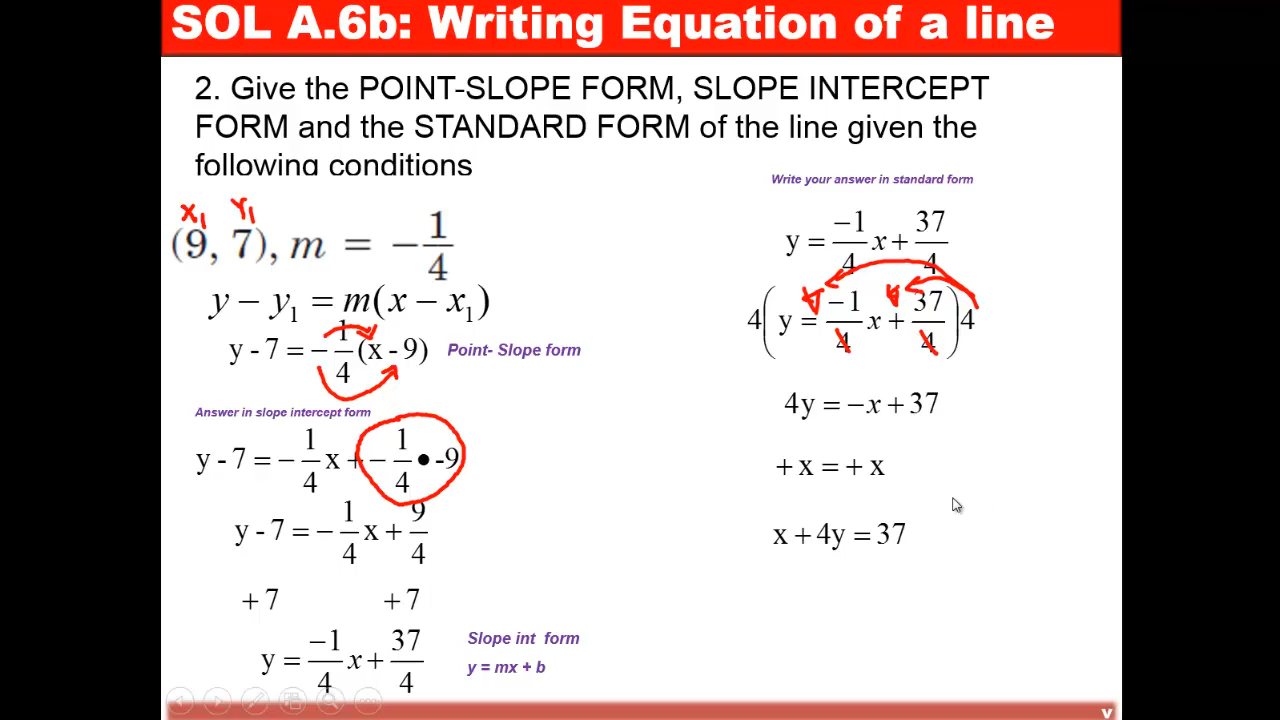 SOL A.6b: Writing Equation of a line
2. Give the POINT-SLOPE FORM, SLOPE INTERCEPT
FORM and the STANDARD FORM of the line given the
following conditions
x₁ Y₁
(9, 7), m = -1/4
y - y₁ = m(x - x₁)
y - 7 = -1/4(x - 9) Point- Slope form
Answer in slope intercept form
y - 7 = -1/4 x + -1/4 • -9
y - 7 = -1/4 x + 9/4
+ 7 + 7
y = -1/4 x + 37/4
Slope int form
y = mx + b
Write your answer in standard form
y = -1/4 x + 37/4
4(y = -1/4 x + 37/4)4
4y = -x + 37
+ x = + x
x + 4y = 37
v